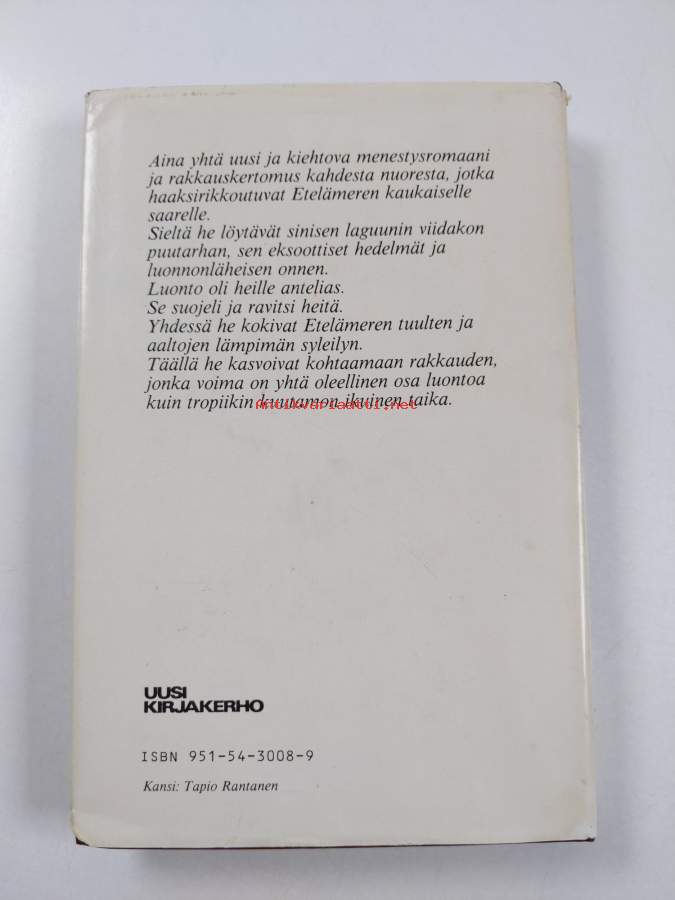 Aina yhtä uusi ja kiehtova menestysromaani
ja rakkauskertomus kahdesta nuoresta, jotka
haaksirikkoutuvat Etelämeren kaukaiselle
saarelle.
Sieltä he löytävät sinisen laguunin viidakon
puutarhan, sen eksoottiset hedelmät ja
luonnonläheisen onnen.
Luonto oli heille antelias.
Se suojeli ja ravitsi heitä.
Yhdessä he kokivat Etelämeren tuulten ja
aaltojen lämpimän syleilyn.
Täällä he kasvoivat kohtaamaan rakkauden,
jonka voima on yhtä oleellinen osa luontoa
kuin tropiikin kuutamon ikuinen taika.
Antikvariaatti.net
UUSI
KIRJAKERHO
ISBN 951-54-3008-9
Kansi: Tapio Rantanen